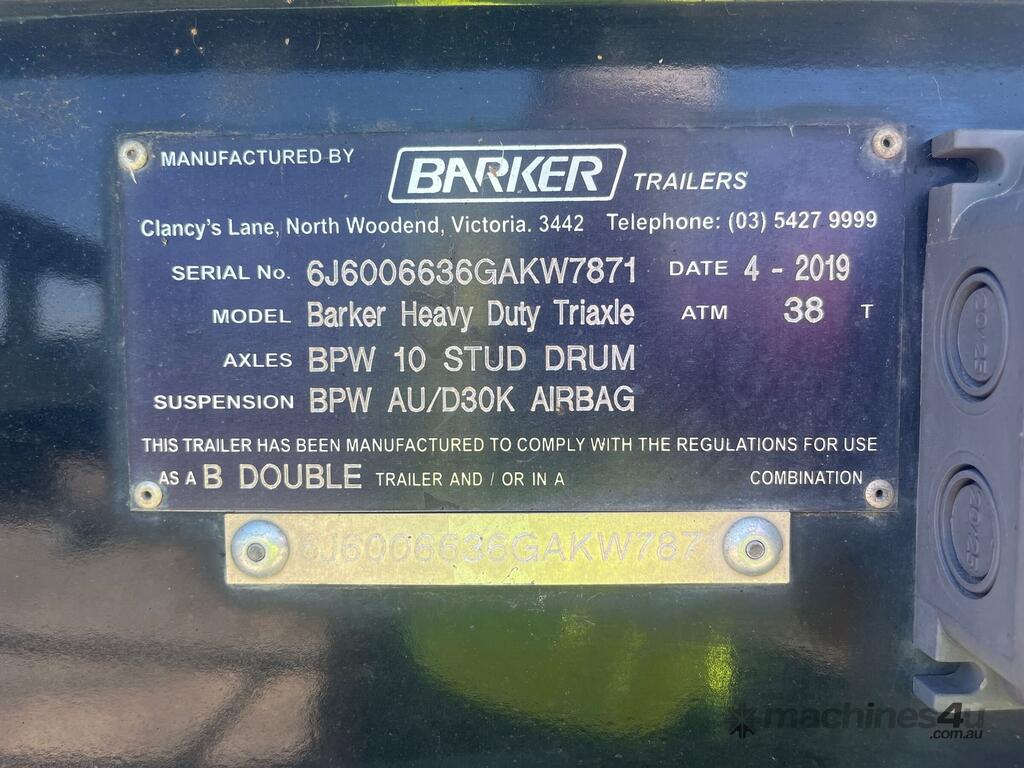 MANUFACTURED BY BARKER TRAILERS
Clancy's Lane, North Woodend, Victoria. 3442 Telephone: (03) 5427 9999
SERIAL No. 6J6006636GAKW7871 DATE 4 - 2019
MODEL Barker Heavy Duty Triaxle ATM 38 T
AXLES BPW 10 STUD DRUM
SUSPENSION BPW AU/D30K AIRBAG
THIS TRAILER HAS BEEN MANUFACTURED TO COMPLY WITH THE REGULATIONS FOR USE
AS A B DOUBLE TRAILER AND / OR IN A COMBINATION
6J6006636GAKW7871
machines4u
.com.au